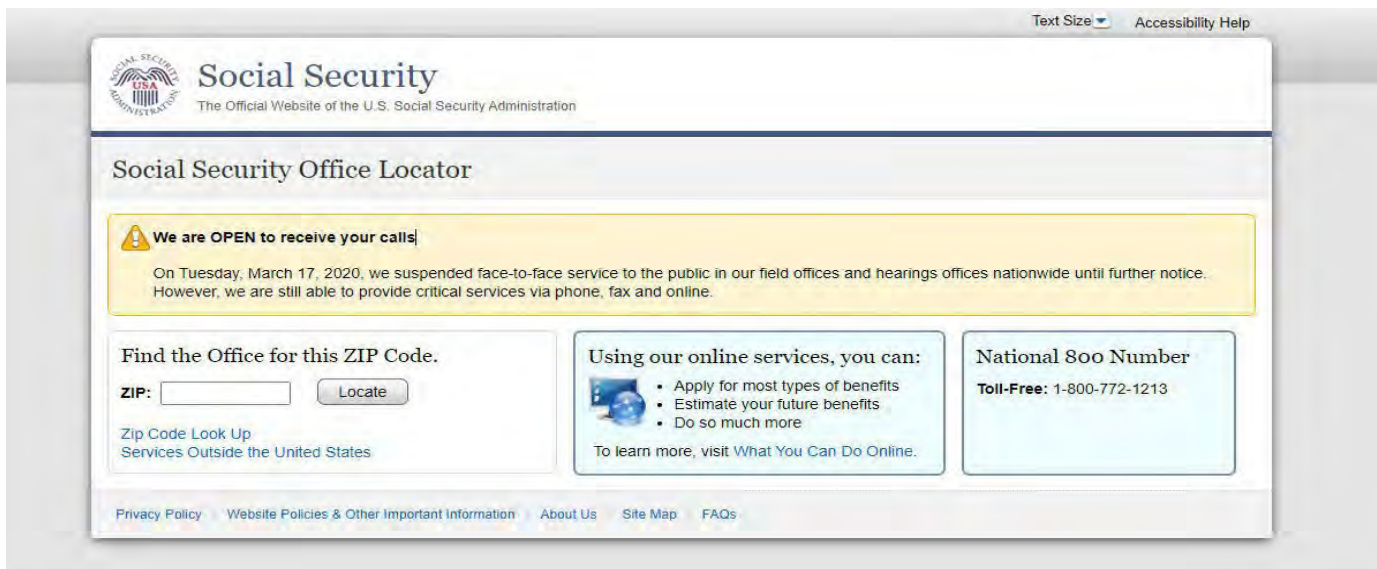 Text Size Accessibility Help
SOCIAL SECURITY ADMINISTRATION
USA
Social Security
The Official Website of the U.S. Social Security Administration
Social Security Office Locator
We are OPEN to receive your calls
On Tuesday, March 17, 2020, we suspended face-to-face service to the public in our field offices and hearings offices nationwide until further notice.
However, we are still able to provide critical services via phone, fax and online.
Find the Office for this ZIP Code.
ZIP: Locate
Zip Code Look Up
Services Outside the United States
Using our online services, you can:
• Apply for most types of benefits
• Estimate your future benefits
• Do so much more
To learn more, visit What You Can Do Online.
National 800 Number
Toll-Free: 1-800-772-1213
Privacy Policy Website Policies & Other Important Information About Us Site Map FAQs